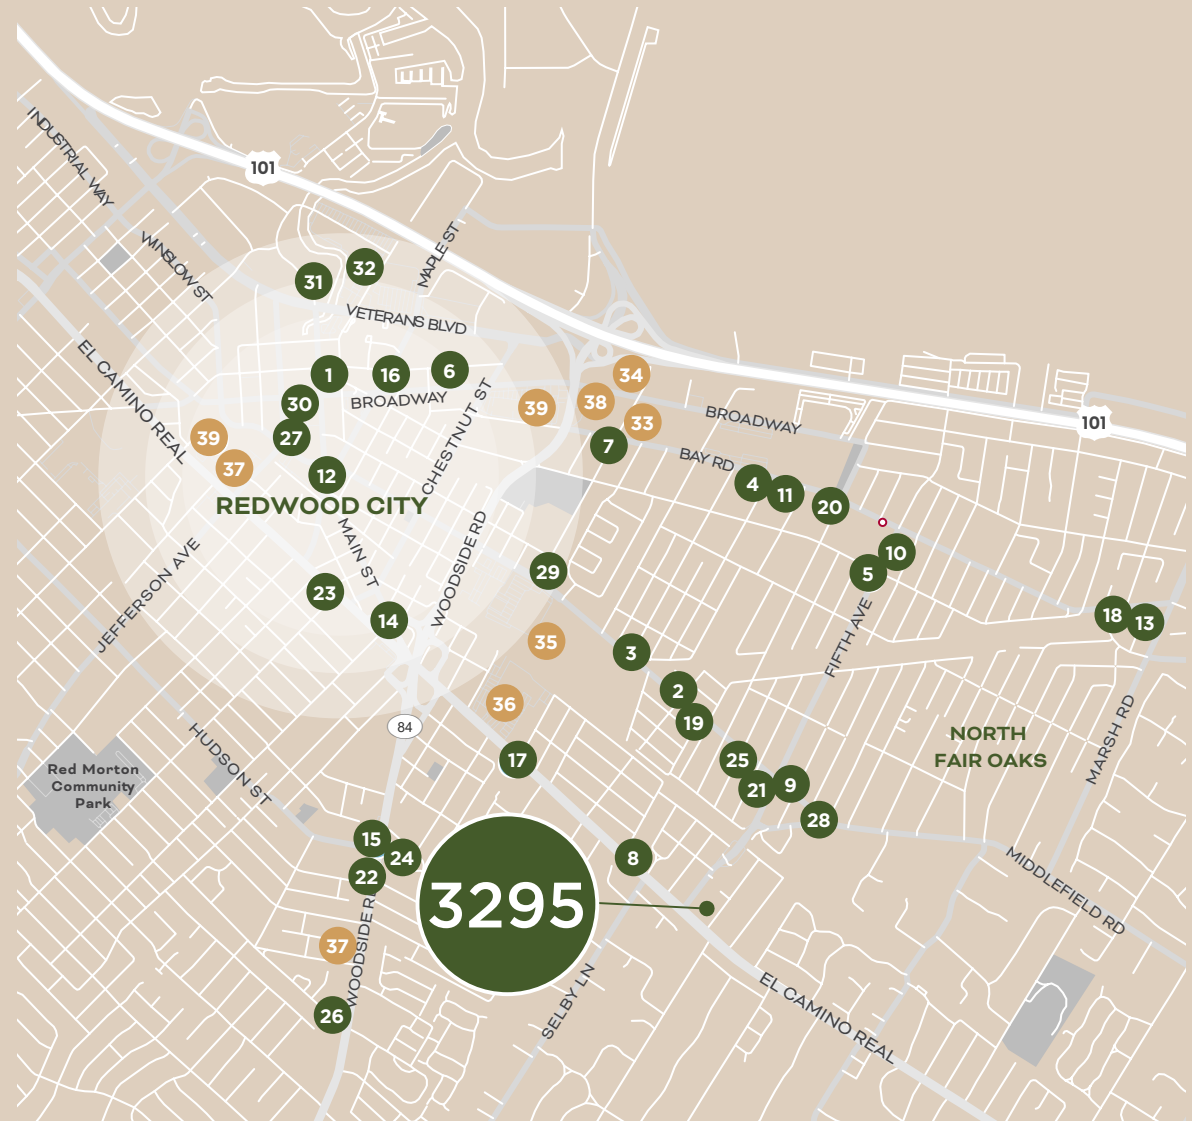 INDUSTRIAL WAY
101
WINSLOW ST
MAPLE ST
32
31
VETERANS BLVD
EL CAMINO REAL
1
16
6
34
BROADWAY
30
CHESTNUT ST
39
38
33
BROADWAY
101
39
27
7
37
12
BAY RD
4
11
20
REDWOOD CITY
MAIN ST
WOODSIDE RD
10
5
29
JEFFERSON AVE
23
14
FIFTH AVE
18
13
35
3
2
36
19
84
HUDSON ST
17
25
21
9
28
NORTH
FAIR OAKS
MARSH RD
Red Morton
Community
Park
15
24
22
8
3295
MIDDLEFIELD RD
37
WOODSIDE RD
26
SELBY LN
EL CAMINO REAL